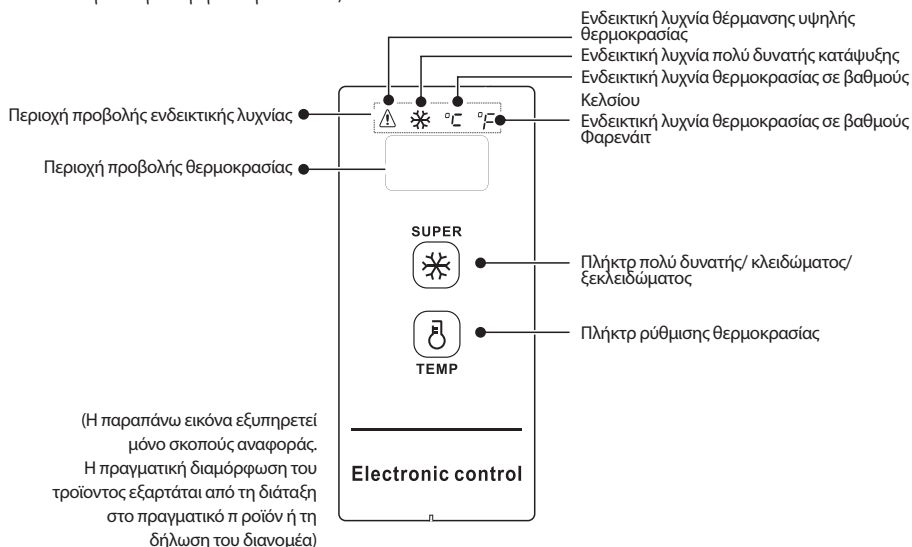 Ενδεικτική λυχνία θέρμανσης υψηλής
θερμοκρασίας
Ενδεικτική λυχνία πολύ δυνατής κατάψυξης
Ενδεικτική λυχνία θερμοκρασίας σε βαθμούς
Κελσίου
Ενδεικτική λυχνία θερμοκρασίας σε βαθμούς
Φαρενάιτ
Περιοχή προβολής ενδεικτικής λυχνίας
°C °F
Περιοχή προβολής θερμοκρασίας
SUPER
Πλήκτρο πολύ δυνατής/ κλειδώματος/
ξεκλειδώματος
Πλήκτρο ρύθμισης θερμοκρασίας
TEMP
(Η παραπάνω εικόνα εξυπηρετεί
μόνο σκοπούς αναφοράς.
Η πραγματική διαμόρφωση του
τροϊοντος εξαρτάται από τη διάταξη
στο πραγματικό π ροϊόν ή τη
δήλωση του διανομέα)
Electronic control